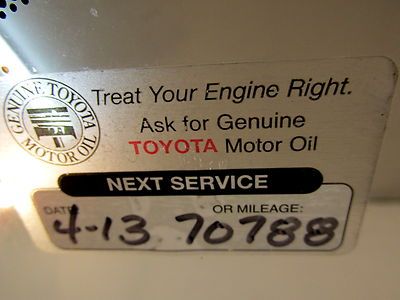 GENUINE TOYOTA
MOTOR OIL
Treat Your Engine Right.
Ask for Genuine
TOYOTA Motor Oil
NEXT SERVICE
DATE: OR MILEAGE:
4-13 70788